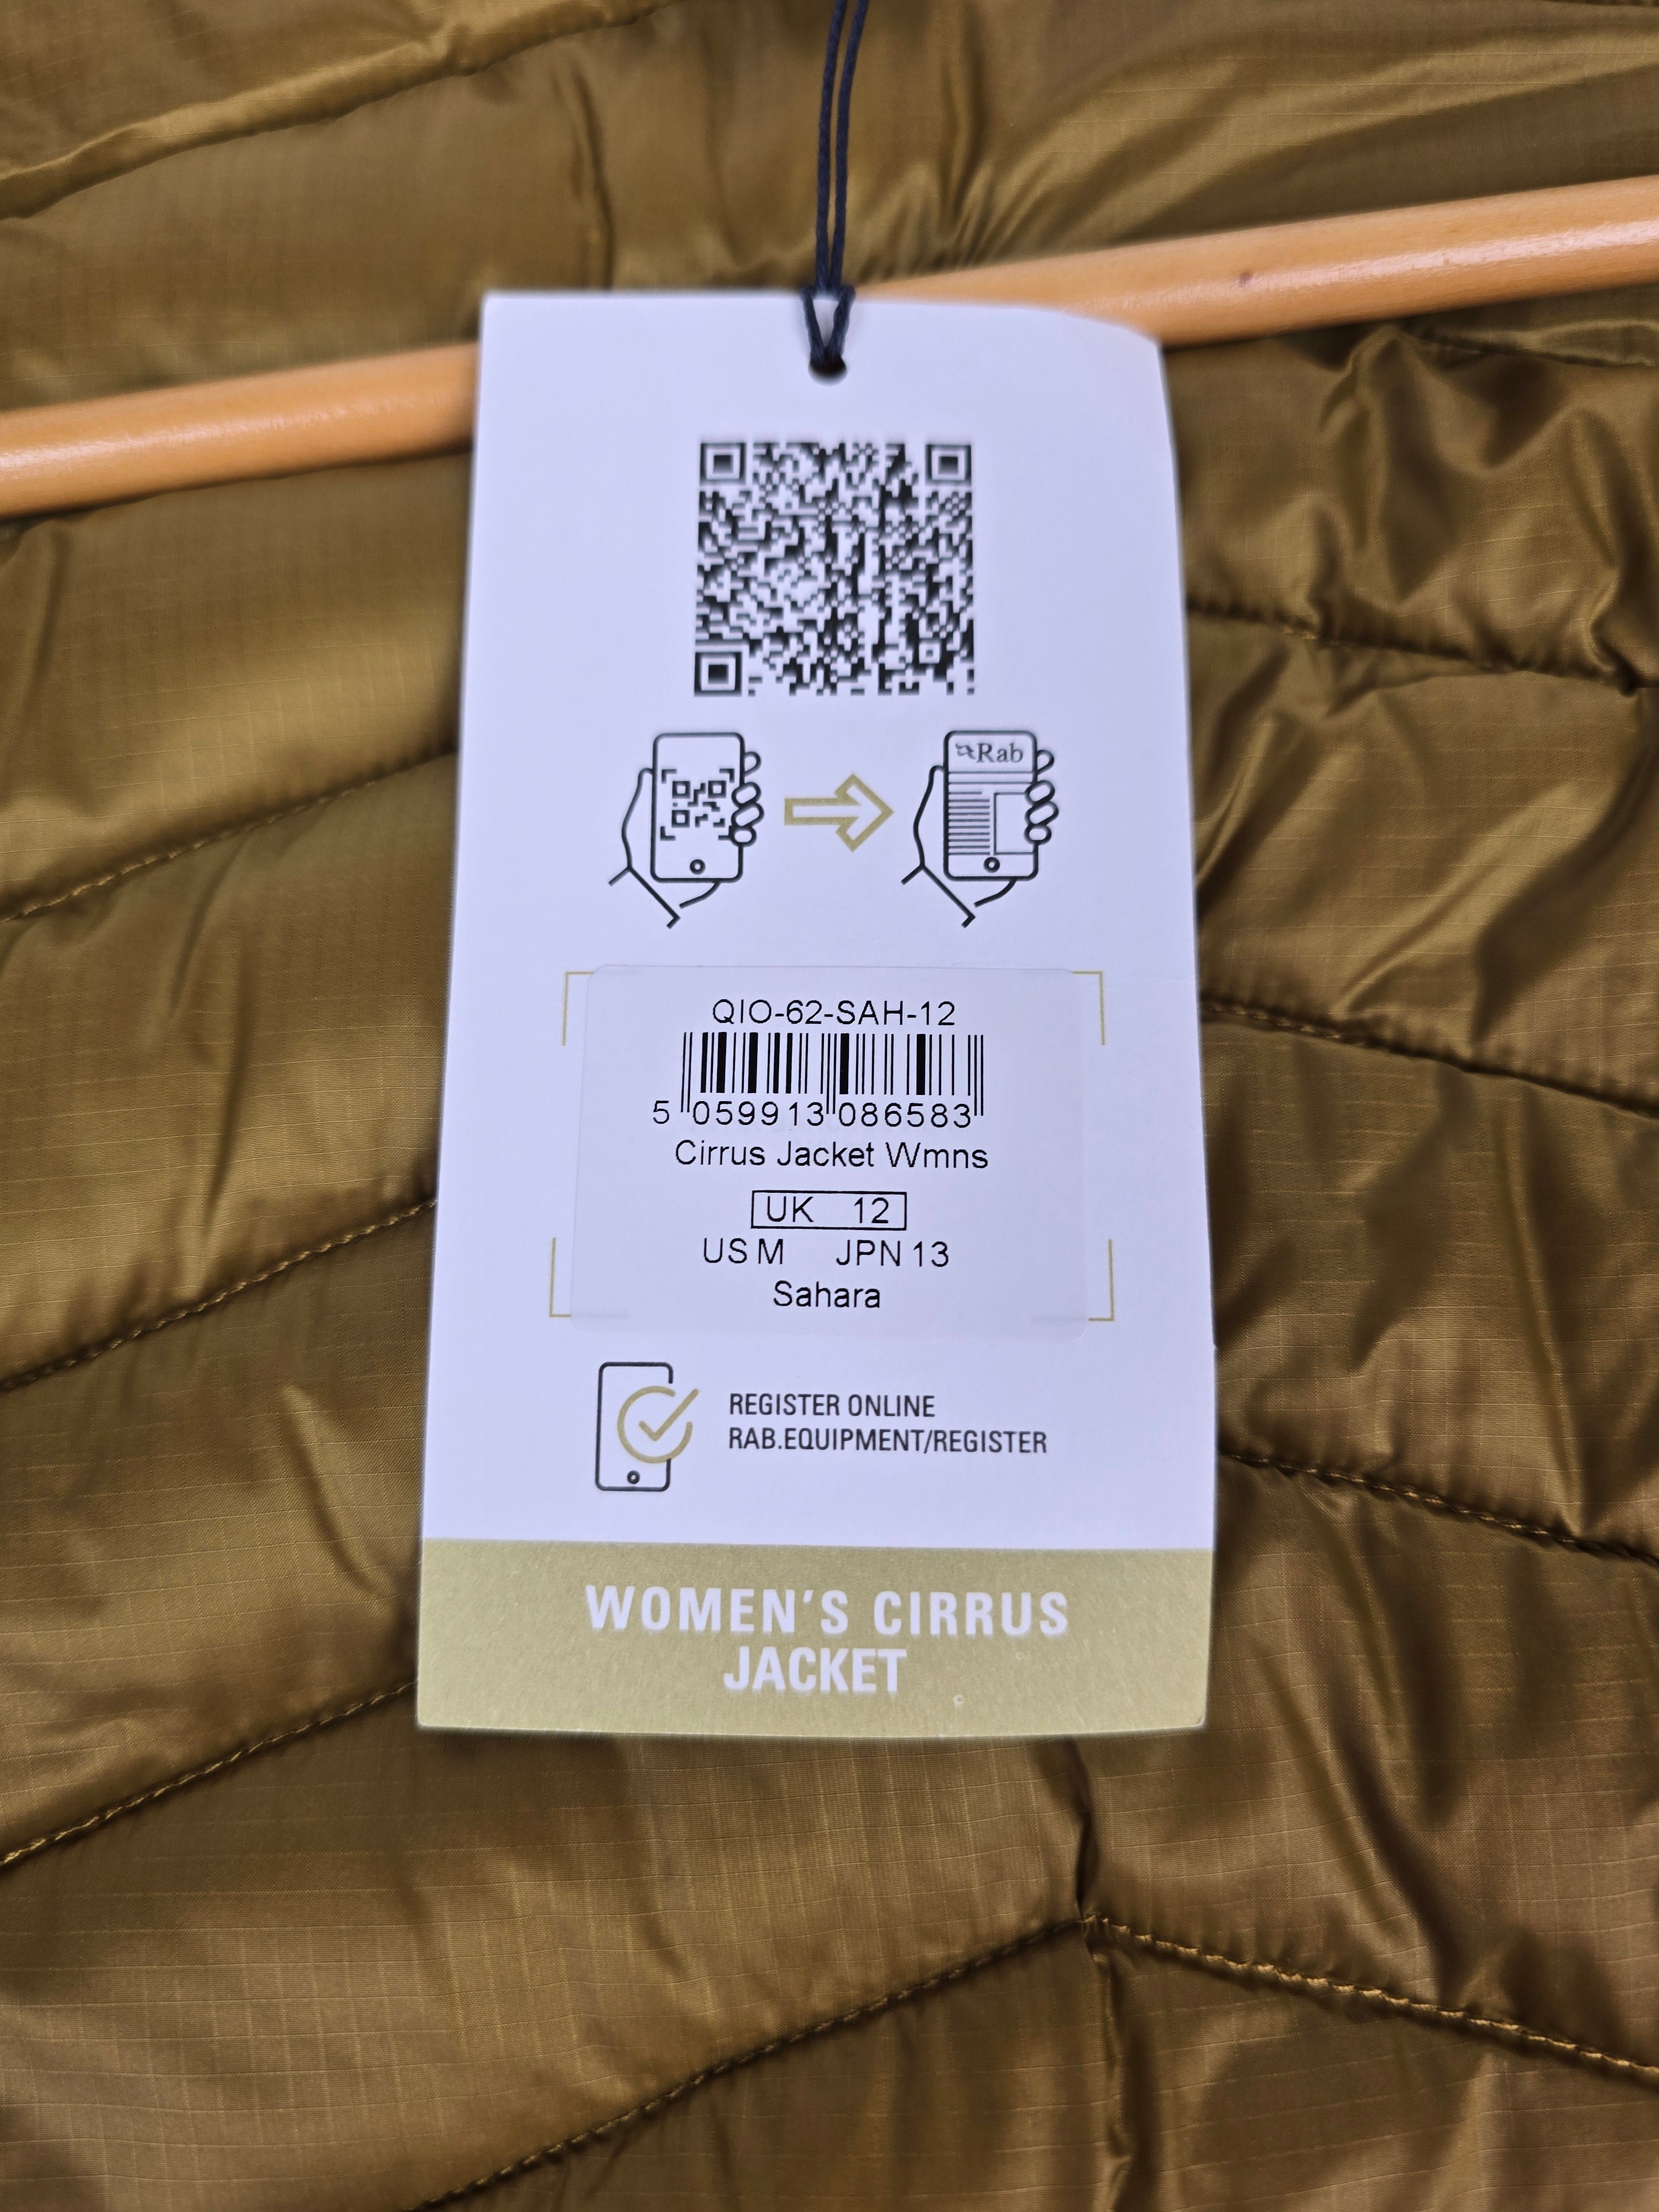 Rab
QIO-62-SAH-12
5 059913 086583
Cirrus Jacket Wmns
UK 12
US M JPN 13
Sahara
REGISTER ONLINE
RAB.EQUIPMENT/REGISTER
WOMEN'S CIRRUS
JACKET